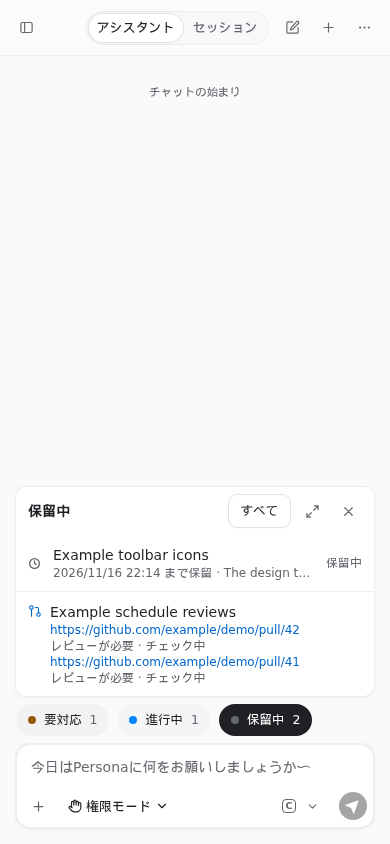 アシスタント セッション
チャットの始まり
保留中 すべて
Example toolbar icons
2026/11/16 22:14 まで保留 · The design t… 保留中
Example schedule reviews
https://github.com/example/demo/pull/42
レビューが必要 · チェック中
https://github.com/example/demo/pull/41
レビューが必要 · チェック中
要対応 1 進行中 1 保留中 2
今日はPersonaに何をお願いしましょうか〜
権限モード C